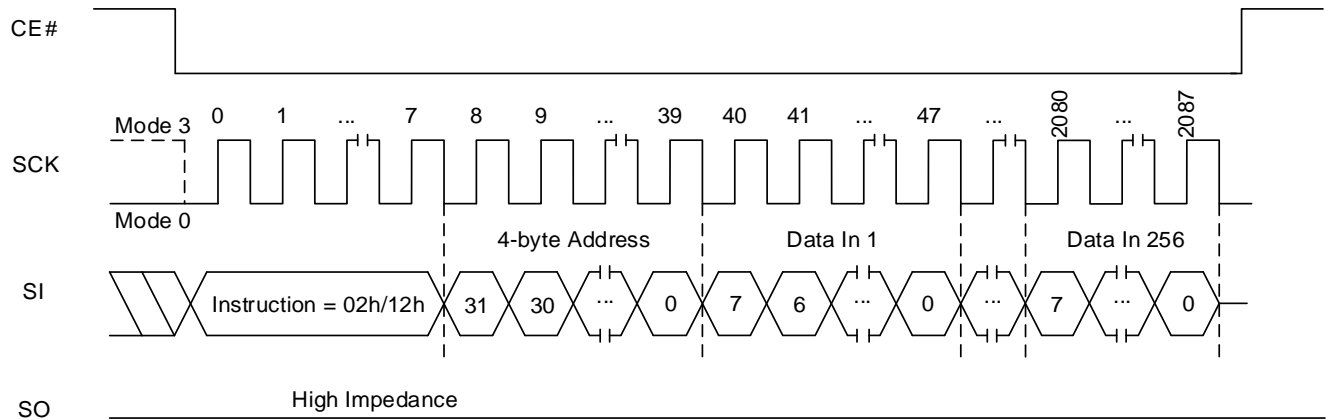 CE#
0 1 ... 7 8 9 ... 39 40 41 ... 47 ... 2080 ... 2087
Mode 3
SCK
Mode 0
4-byte Address Data In 1 Data In 256
SI Instruction = 02h/12h 31 30 ... 0 7 6 ... 0 ... 7 ... 0
High Impedance
SO